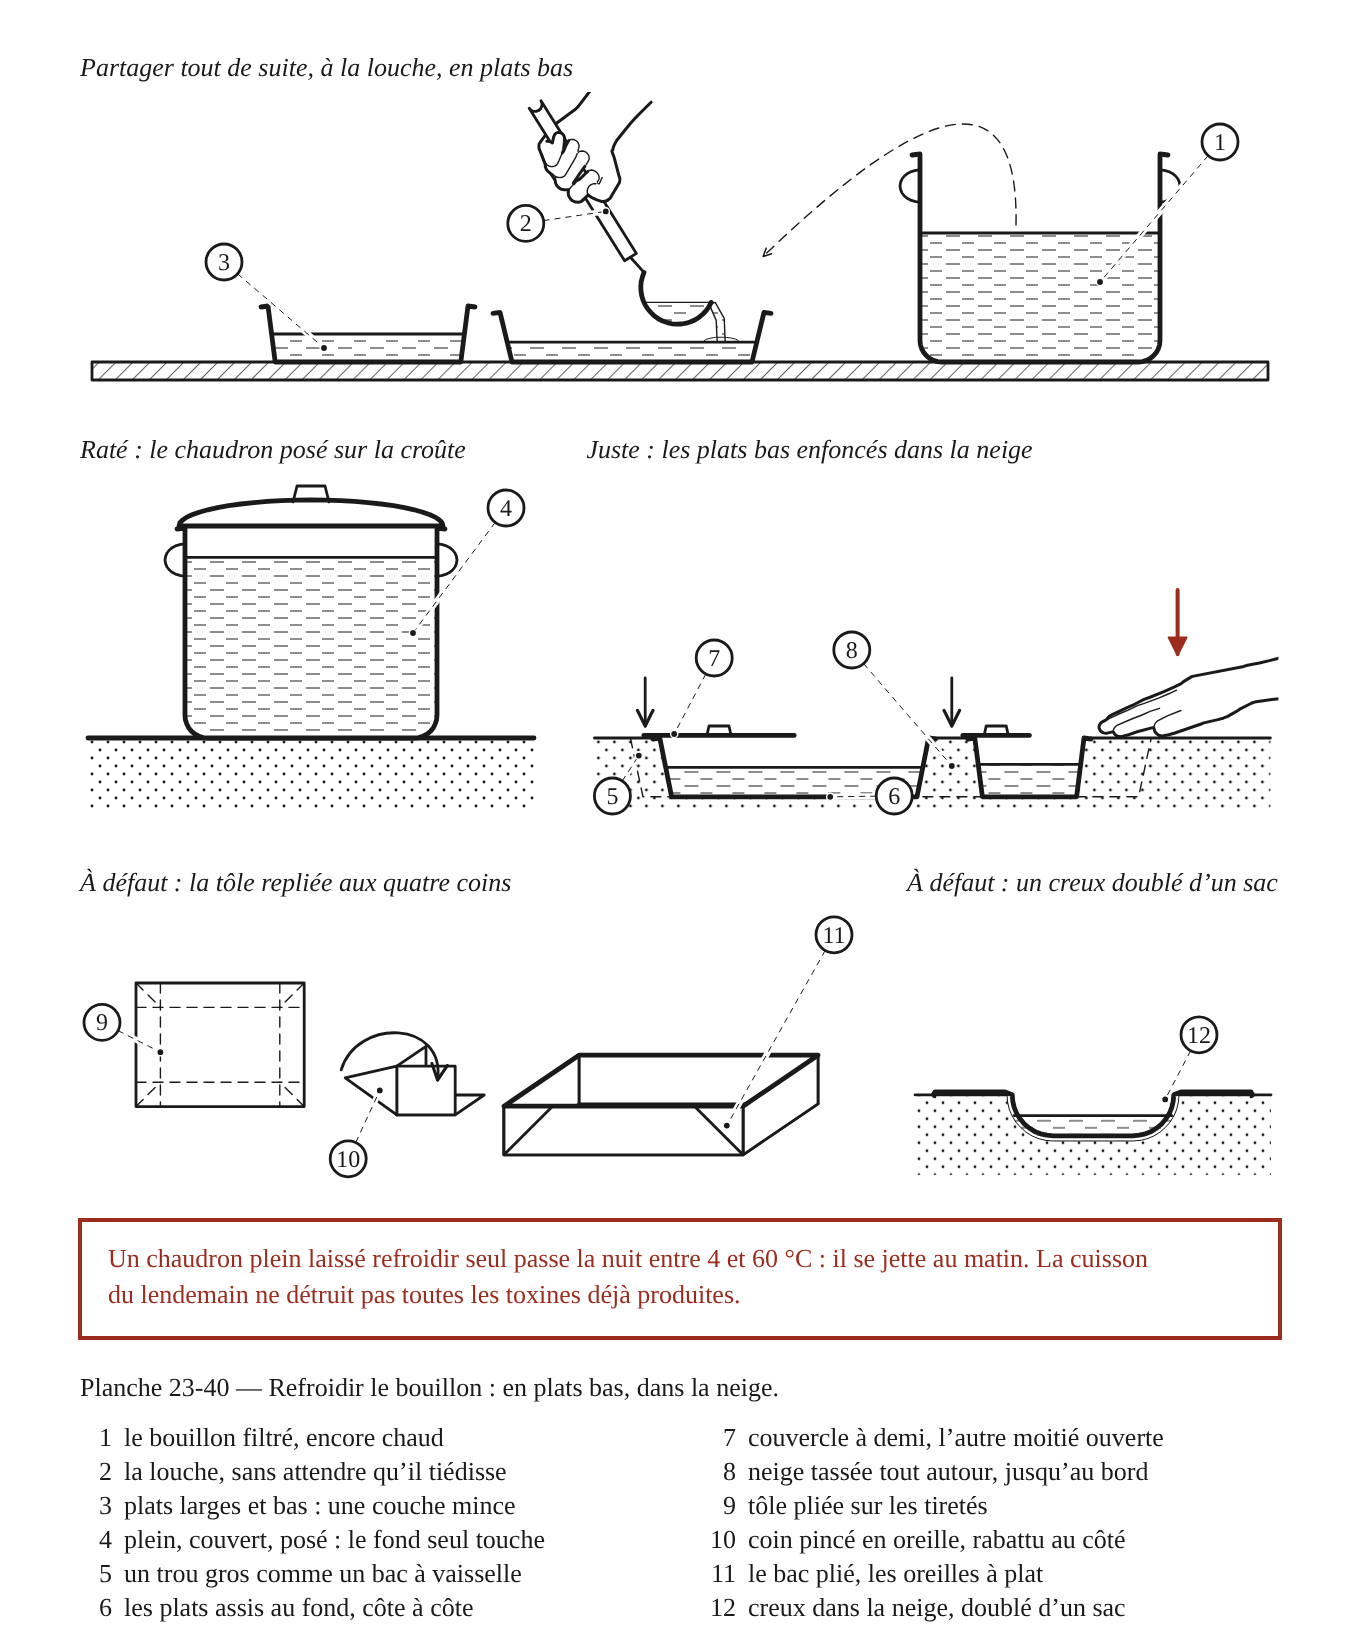 Partager tout de suite, à la louche, en plats bas
1
2
3
Raté : le chaudron posé sur la croûte
Juste : les plats bas enfoncés dans la neige
4
7
8
5
6
À défaut : la tôle repliée aux quatre coins
À défaut : un creux doublé d’un sac
11
9
12
10
Un chaudron plein laissé refroidir seul passe la nuit entre 4 et 60 °C : il se jette au matin. La cuisson
du lendemain ne détruit pas toutes les toxines déjà produites.
Planche 23-40 — Refroidir le bouillon : en plats bas, dans la neige.
1 le bouillon filtré, encore chaud
2 la louche, sans attendre qu’il tiédisse
3 plats larges et bas : une couche mince
4 plein, couvert, posé : le fond seul touche
5 un trou gros comme un bac à vaisselle
6 les plats assis au fond, côte à côte
7 couvercle à demi, l’autre moitié ouverte
8 neige tassée tout autour, jusqu’au bord
9 tôle pliée sur les tiretés
10 coin pincé en oreille, rabattu au côté
11 le bac plié, les oreilles à plat
12 creux dans la neige, doublé d’un sac